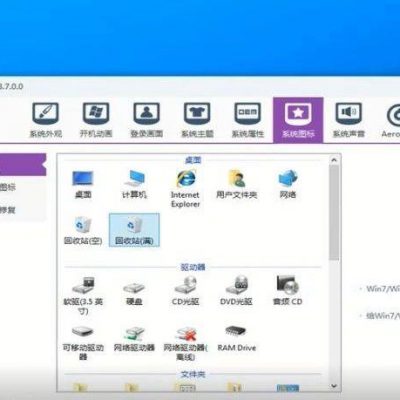 3.7.0.0
系统外观 开机动画 登录画面 系统主题 系统属性 系统图标 系统声音 Aero
桌面
图标
修复
桌面 计算机 Internet Explorer 用户文件夹 网络
回收站(空) 回收站(满)
驱动器
软驱(3.5 英寸) 硬盘 CD光驱 DVD光驱 音频 CD
Win7/Wi
给Win7/V
可移动驱动器 网络驱动器 网络驱动器(离线) RAM Drive
文件夹